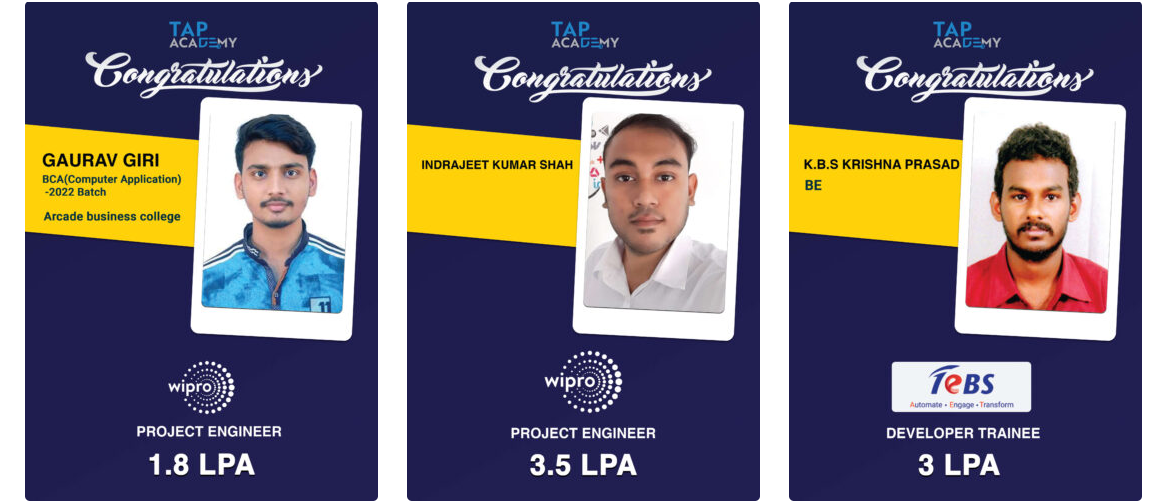 TAP
ACADEMY
Congratulations
GAURAV GIRI
BCA(Computer Application)
-2022 Batch
Arcade business college
11
wipro
PROJECT ENGINEER
1.8 LPA
TAP
ACADEMY
Congratulations
INDRAJEET KUMAR SHAH
wipro
PROJECT ENGINEER
3.5 LPA
TAP
ACADEMY
Congratulations
K.B.S KRISHNA PRASAD
BE
TeBS
Automate • Engage • Transform
DEVELOPER TRAINEE
3 LPA